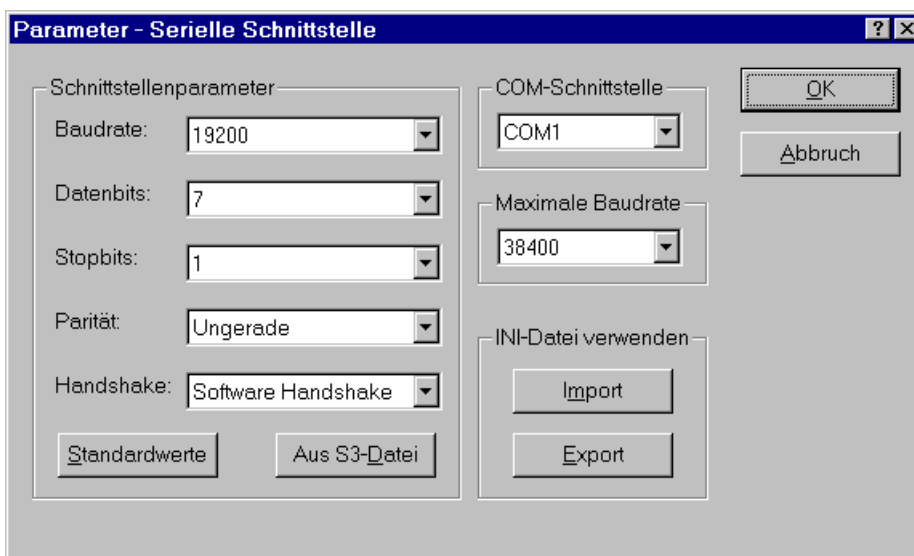 Parameter - Serielle Schnittstelle
Schnittstellenparameter
Baudrate: 19200
Datenbits: 7
Stopbits: 1
Parität: Ungerade
Handshake: Software Handshake
Standardwerte Aus S3-Datei
COM-Schnittstelle
COM1
Maximale Baudrate
38400
INI-Datei verwenden
Import
Export
OK
Abbruch